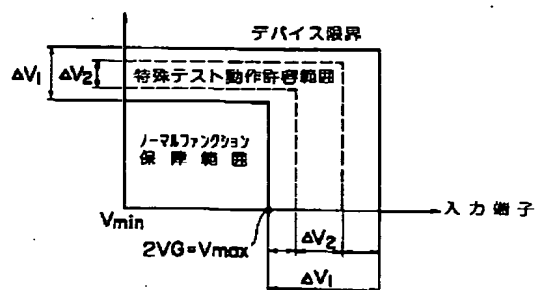 デバイス限界
ΔV1
ΔV2
特殊テスト動作許容範囲
ノーマルファンクション
保障範囲
Vmin
入力端子
2VG=Vmax
ΔV2
ΔV1